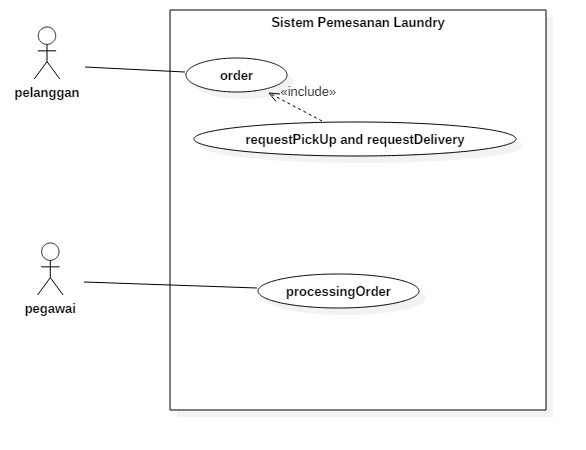 Sistem Pemesanan Laundry
pelanggan
order
«include»
requestPickUp and requestDelivery
pegawai
processingOrder